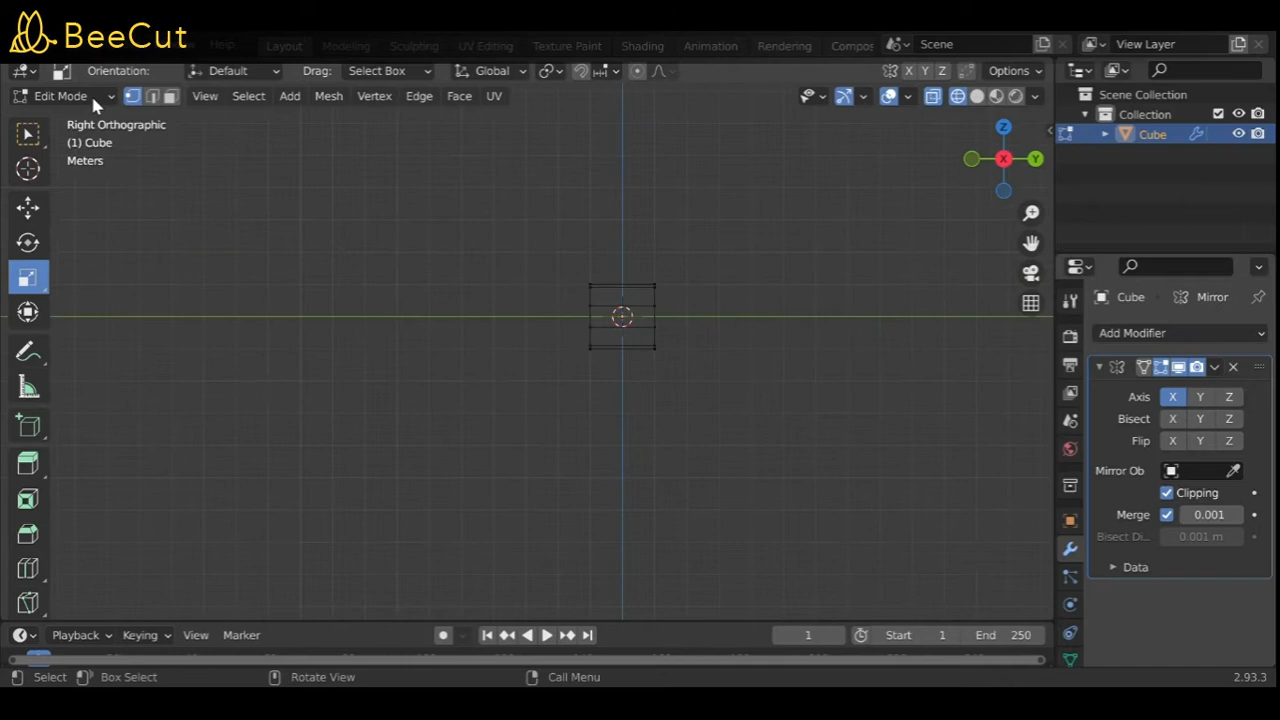 BeeCut
Help Layout Modeling Sculpting UV Editing Texture Paint Shading Animation Rendering Compos Scene View Layer
Orientation: Default Drag: Select Box Global X Y Z Options
Edit Mode View Select Add Mesh Vertex Edge Face UV
Scene Collection
Collection
Cube
Right Orthographic
(1) Cube
Meters
Z
X
Y
Cube Mirror
Add Modifier
Axis X Y Z
Bisect X Y Z
Flip X Y Z
Mirror Ob
Clipping
Merge 0.001
Bisect Di... 0.001 m
Data
Playback Keying View Marker 1 Start 1 End 250
Select Box Select Rotate View Call Menu 2.93.3